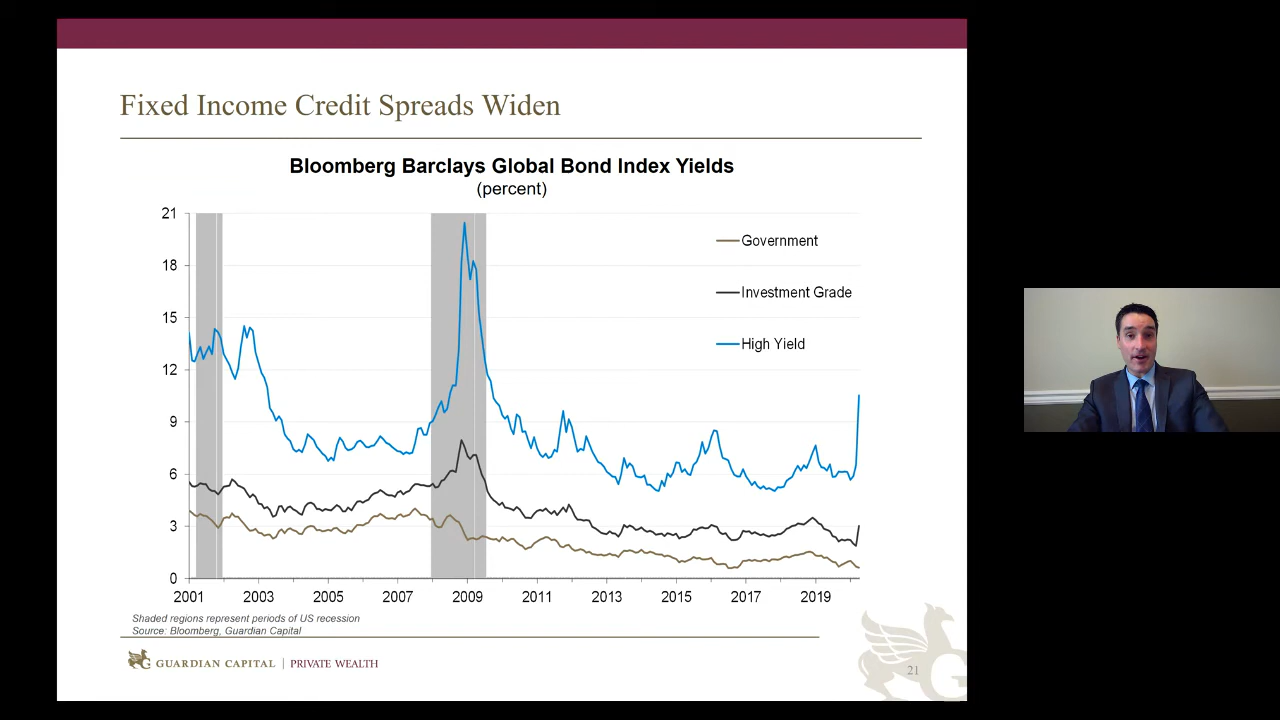 Fixed Income Credit Spreads Widen
Bloomberg Barclays Global Bond Index Yields
(percent)
21
18
15
12
9
6
3
0
Government
Investment Grade
High Yield
2001 2003 2005 2007 2009 2011 2013 2015 2017 2019
Shaded regions represent periods of US recession
Source: Bloomberg, Guardian Capital
GUARDIAN CAPITAL | PRIVATE WEALTH
G
21